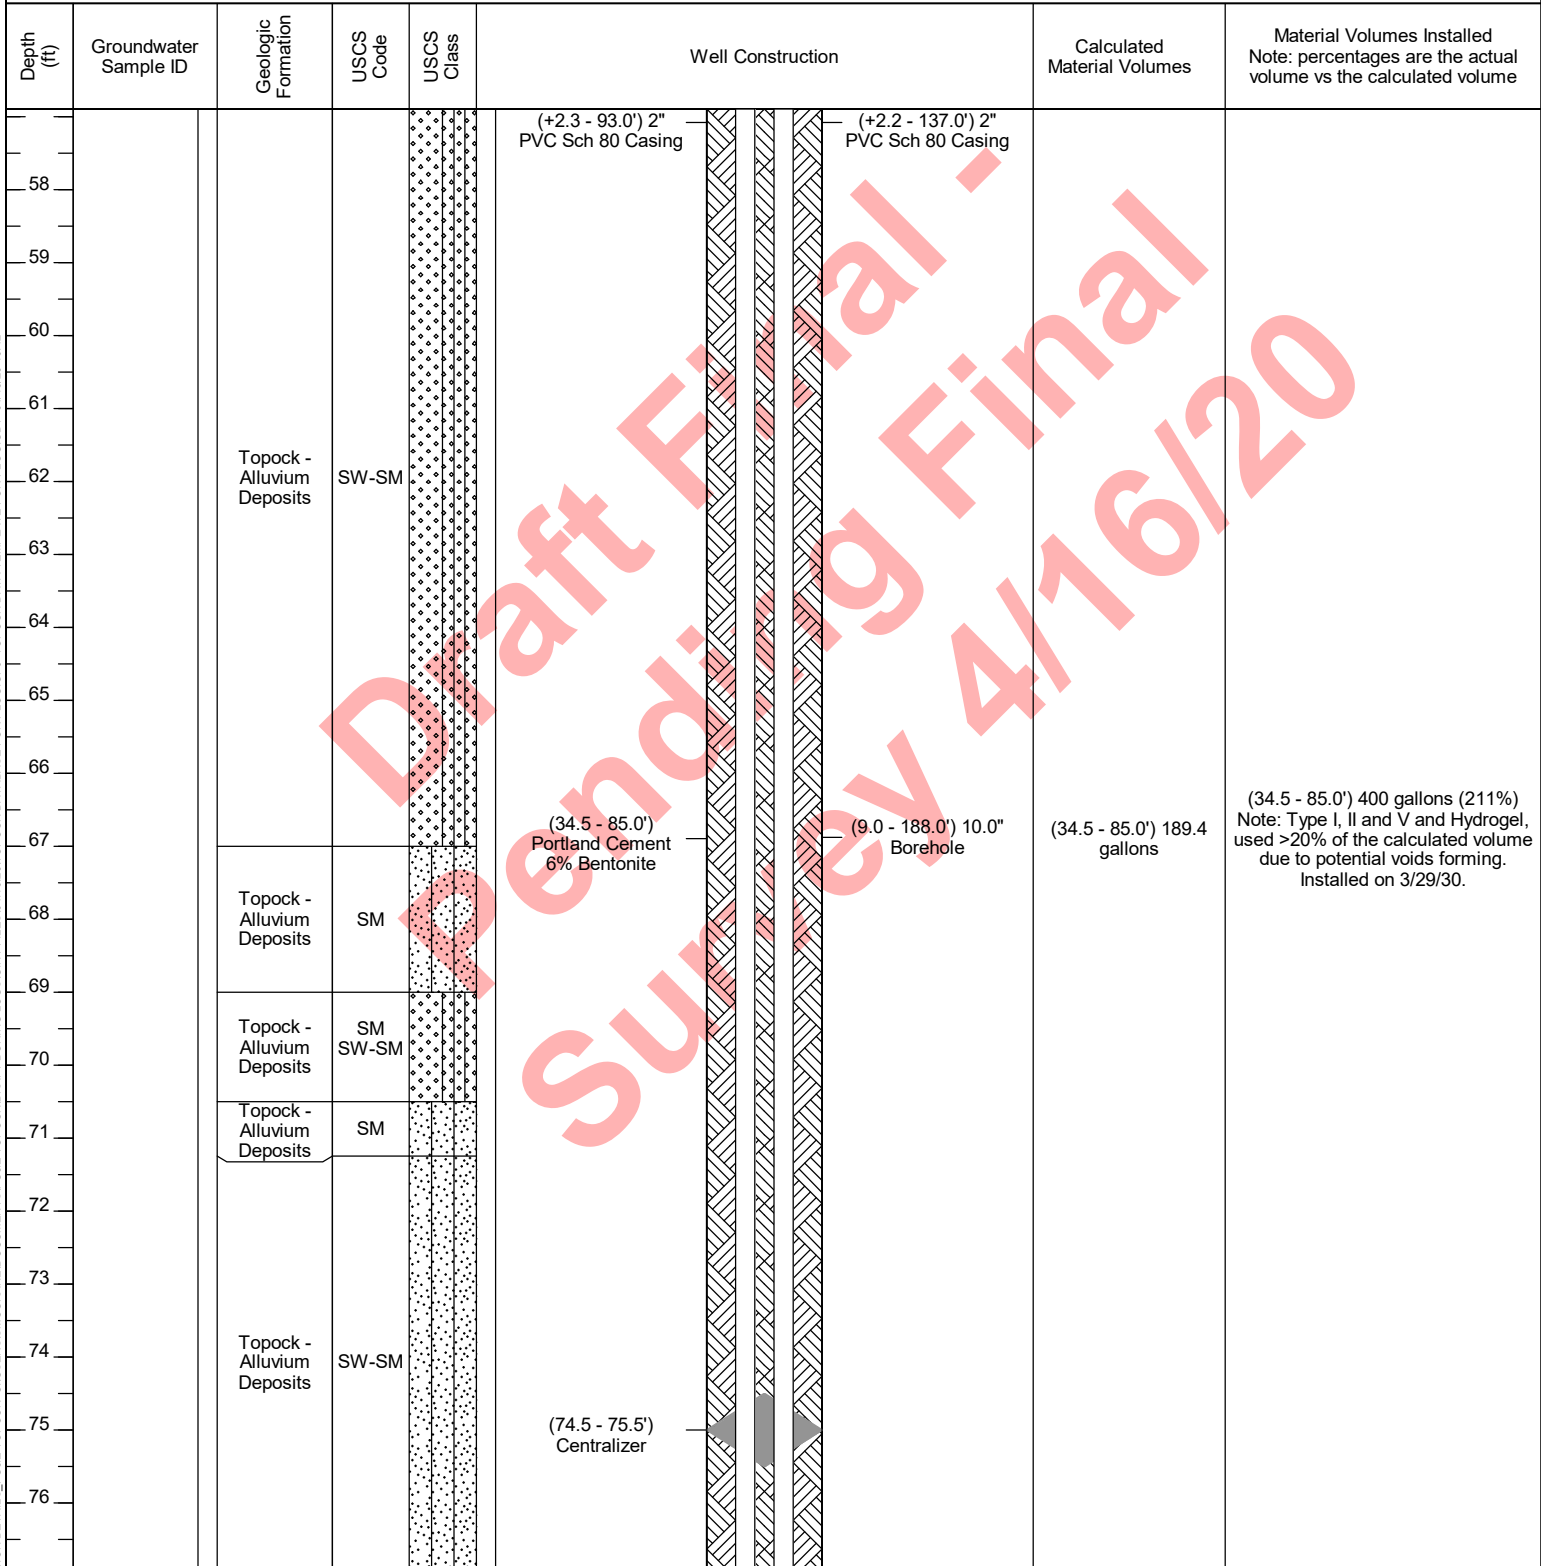 Depth
(ft)
Groundwater
Sample ID
Geologic
Formation
USCS
Code
USCS
Class
Well Construction
Calculated
Material Volumes
Material Volumes Installed
Note: percentages are the actual
volume vs the calculated volume
(+2.3 - 93.0') 2"
PVC Sch 80 Casing
(+2.2 - 137.0') 2"
PVC Sch 80 Casing
58
59
60
61
62
63
64
65
66
67
68
69
70
71
72
73
74
75
76
Topock -
Alluvium
Deposits
SW-SM
(34.5 - 85.0')
Portland Cement
6% Bentonite
(9.0 - 188.0') 10.0"
Borehole
(34.5 - 85.0') 189.4
gallons
(34.5 - 85.0') 400 gallons (211%)
Note: Type I, II and V and Hydrogel,
used >20% of the calculated volume
due to potential voids forming.
Installed on 3/29/30.
Topock -
Alluvium
Deposits
SM
Topock -
Alluvium
Deposits
SM
SW-SM
Topock -
Alluvium
Deposits
SM
Topock -
Alluvium
Deposits
SW-SM
(74.5 - 75.5')
Centralizer
Draft Final -
Pending Final
Survey 4/16/20